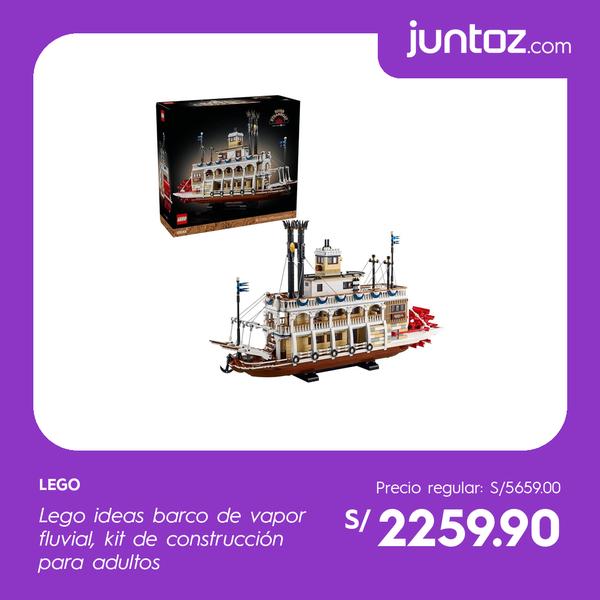 juntoz.com
LEGO
Lego ideas barco de vapor
fluvial, kit de construcción
para adultos
Precio regular: S/5659.00
S/ 2259.90